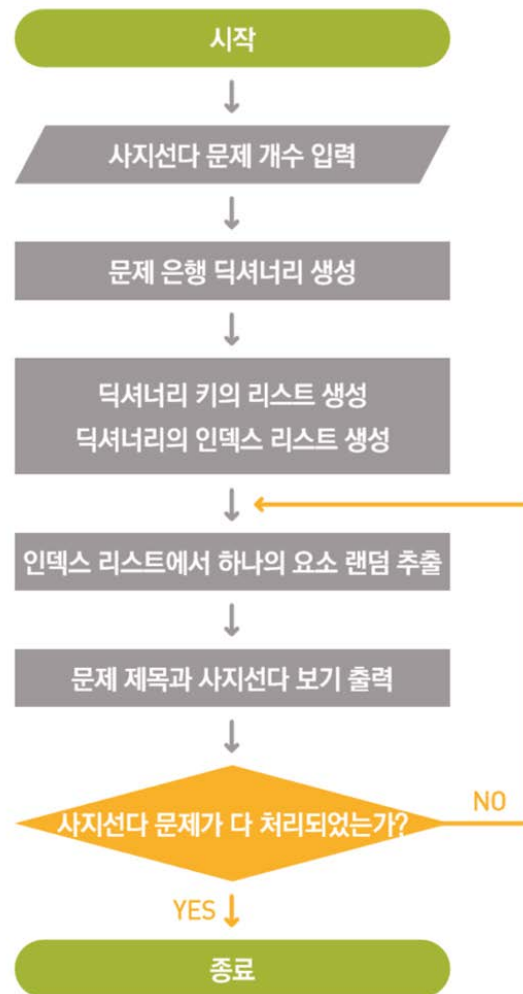 시작
사지선다 문제 개수 입력
문제 은행 딕셔너리 생성
딕셔너리 키의 리스트 생성
딕셔너리의 인덱스 리스트 생성
인덱스 리스트에서 하나의 요소 랜덤 추출
문제 제목과 사지선다 보기 출력
사지선다 문제가 다 처리되었는가?
NO
YES
종료